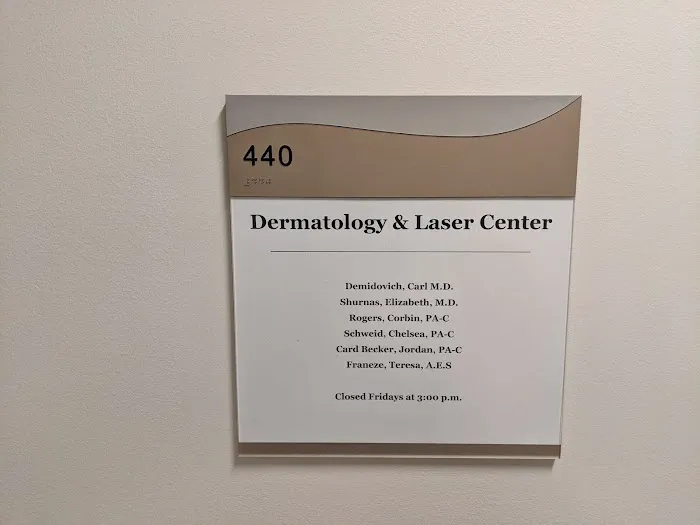 440
Dermatology & Laser Center
Demidovich, Carl M.D.
Shurnas, Elizabeth, M.D.
Rogers, Corbin, PA-C
Schweid, Chelsea, PA-C
Card Becker, Jordan, PA-C
Franeze, Teresa, A.E.S
Closed Fridays at 3:00 p.m.